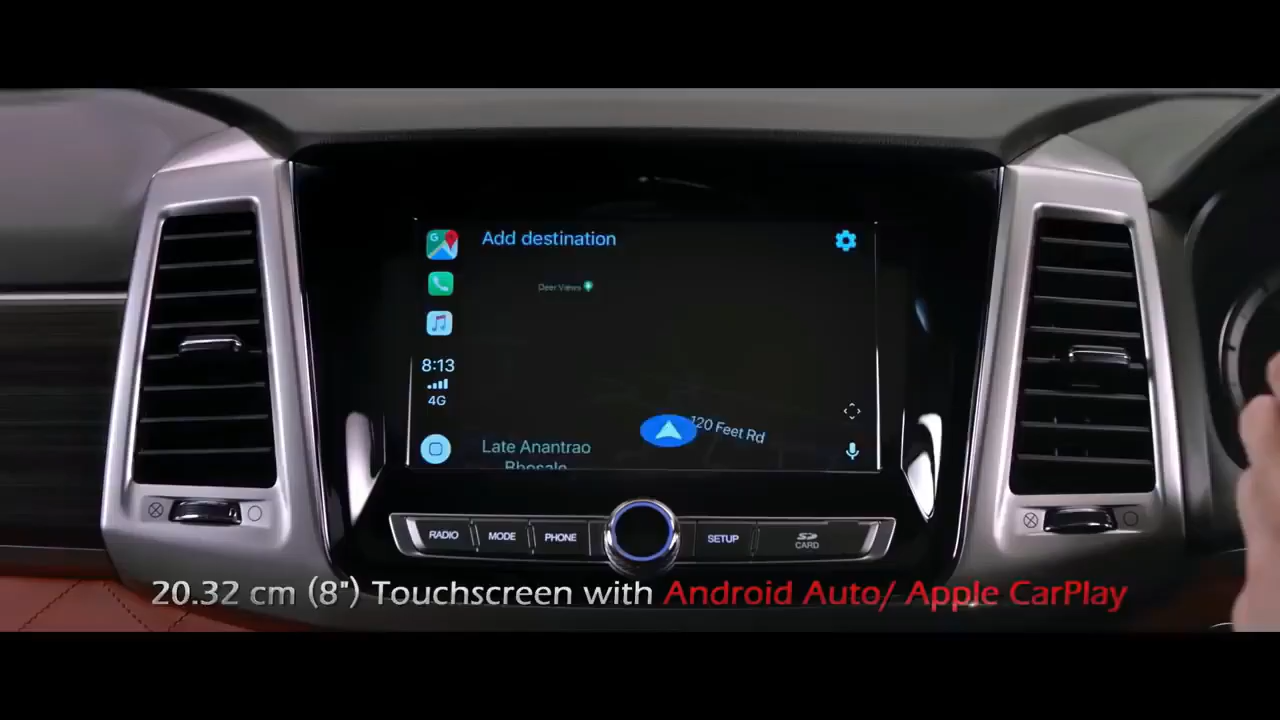 Add destination
Deer Views
8:13
4G
120 Feet Rd
Late Anantrao
Bhosale
RADIO
MODE
PHONE
SETUP
SD
CARD
20.32 cm (8") Touchscreen with Android Auto/ Apple CarPlay